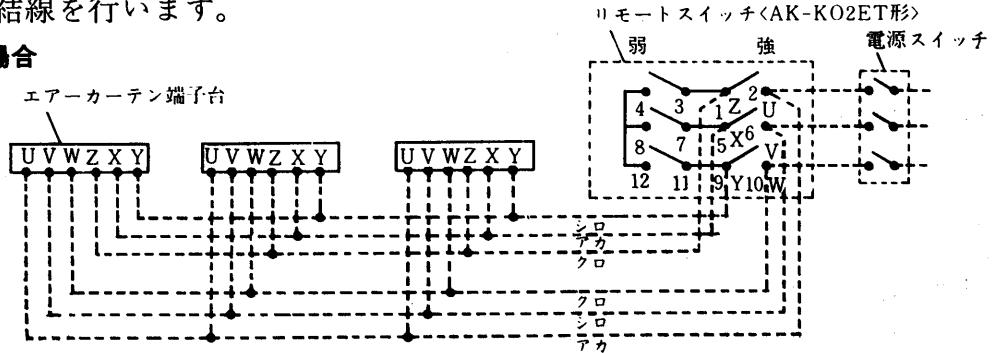 結線を行います。
リモートスイッチ<AK-KO2ET形>
場合
弱 強
電源スイッチ
エアーカーテン端子台
4 3 1 Z 2 U
8 7 5 X 6 V
12 11 9 Y 10 W
U V W Z X Y
U V W Z X Y
U V W Z X Y
シロ
アカ
クロ
クロ
シロ
アカ